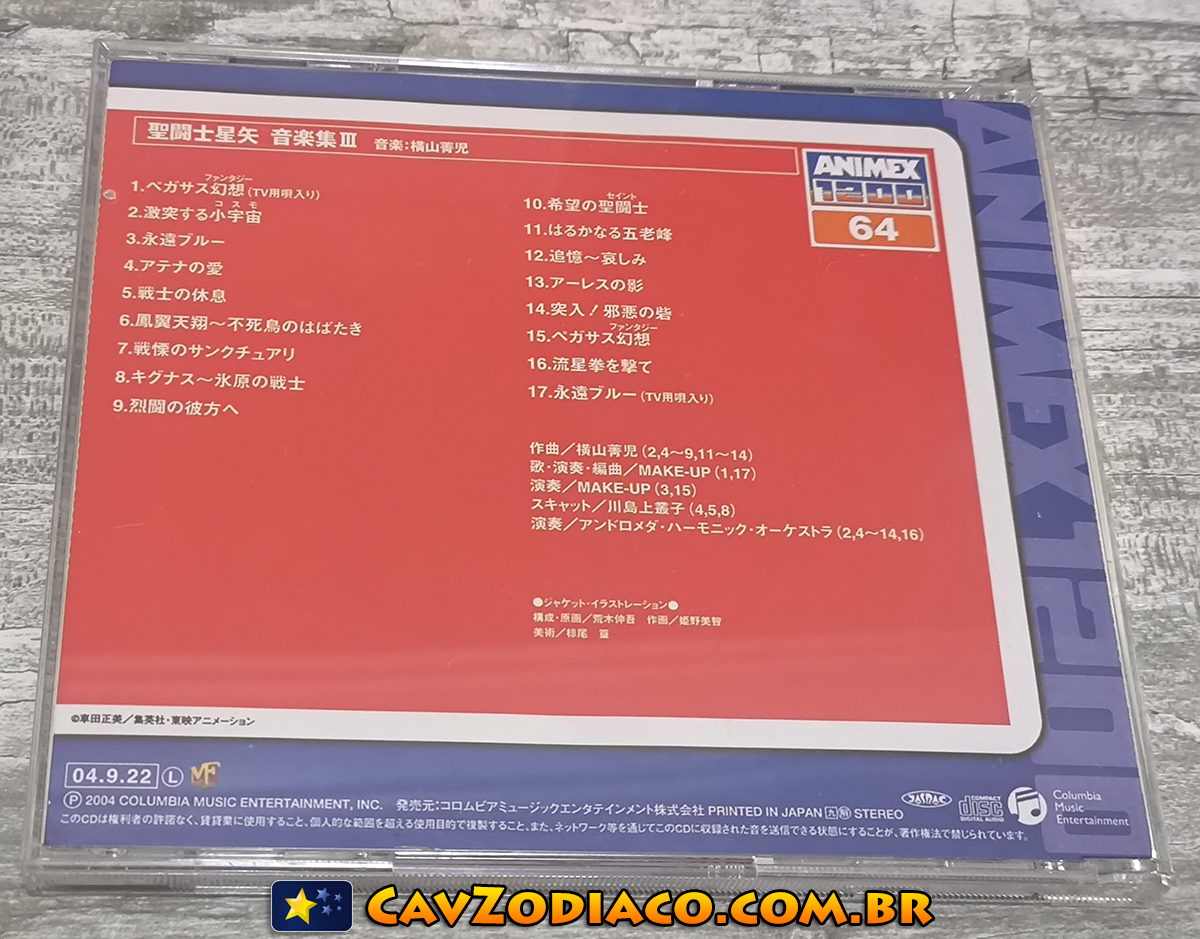 聖闘士星矢 音楽集Ⅲ 音楽:横山菁児
ANIMEX
1200
64
ファンタジー
1.ペガサス幻想(TV用唄入り)
コスモ
2.激突する小宇宙
3.永遠ブルー
4.アテナの愛
5.戦士の休息
6.鳳翼天翔〜不死鳥のはばたき
7.戦慄のサンクチュアリ
8.キグナス〜氷原の戦士
9.烈闘の彼方へ
セイント
10.希望の聖闘士
11.はるかなる五老峰
12.追憶〜哀しみ
13.アーレスの影
14.突入!邪悪の砦
ファンタジー
15.ペガサス幻想
16.流星拳を撃て
17.永遠ブルー(TV用唄入り)
作曲/横山菁児(2,4〜9,11〜14)
歌・演奏・編曲/MAKE-UP(1,17)
演奏/MAKE-UP(3,15)
スキャット/川島上叢子(4,5,8)
演奏/アンドロメダ・ハーモニック・オーケストラ(2,4〜14,16)
●ジャケット・イラストレーション●
構成・原画/荒木伸吾 作画/姫野美智
美術/椋尾 篁
©車田正美/集英社・東映アニメーション
ANIMEX1200
04.9.22 Ⓛ MF
Ⓟ 2004 COLUMBIA MUSIC ENTERTAINMENT, INC. 発売元:コロムビアミュージックエンタテインメント株式会社 PRINTED IN JAPAN STEREO
このCDは権利者の許諾なく、賃貸業に使用すること、個人的な範囲を超える使用目的で複製すること、また、ネットワーク等を通じてこのCDに収録された音を送信できる状態にすることが、著作権法で禁じられています。
JASRAC
COMPACT
disc
DIGITAL AUDIO
Columbia
Music
Entertainment
CavZodiaco.com.br